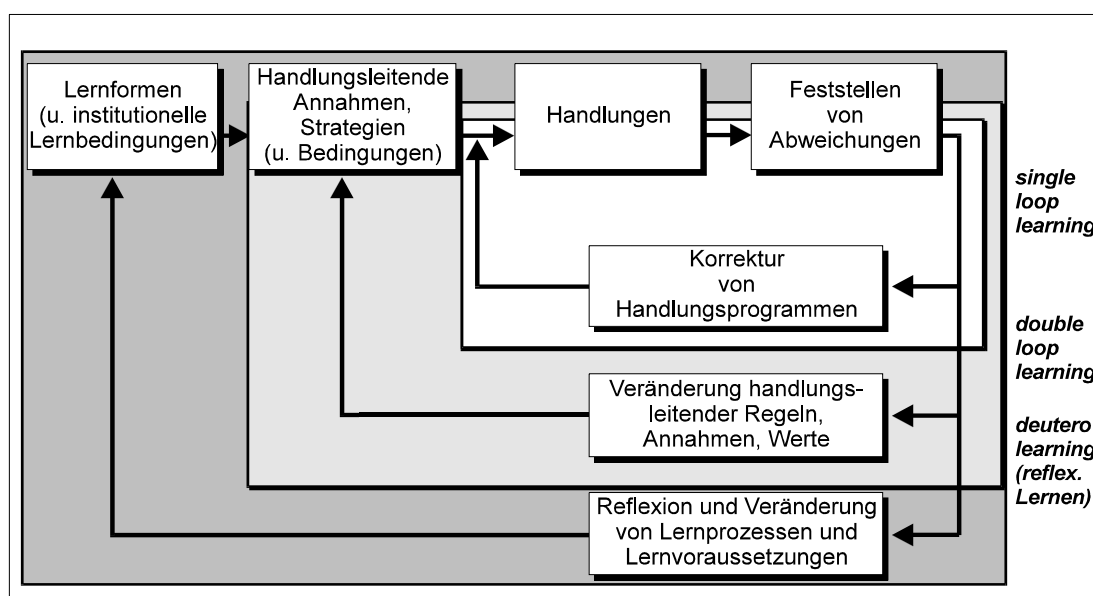 Lernformen
(u. institutionelle
Lernbedingungen)
Handlungsleitende
Annahmen,
Strategien
(u. Bedingungen)
Handlungen
Feststellen
von
Abweichungen
single
loop
learning
Korrektur
von
Handlungsprogrammen
double
loop
learning
Veränderung handlungs-
leitender Regeln,
Annahmen, Werte
deutero
learning
(reflex.
Lernen)
Reflexion und Veränderung
von Lernprozessen und
Lernvoraussetzungen